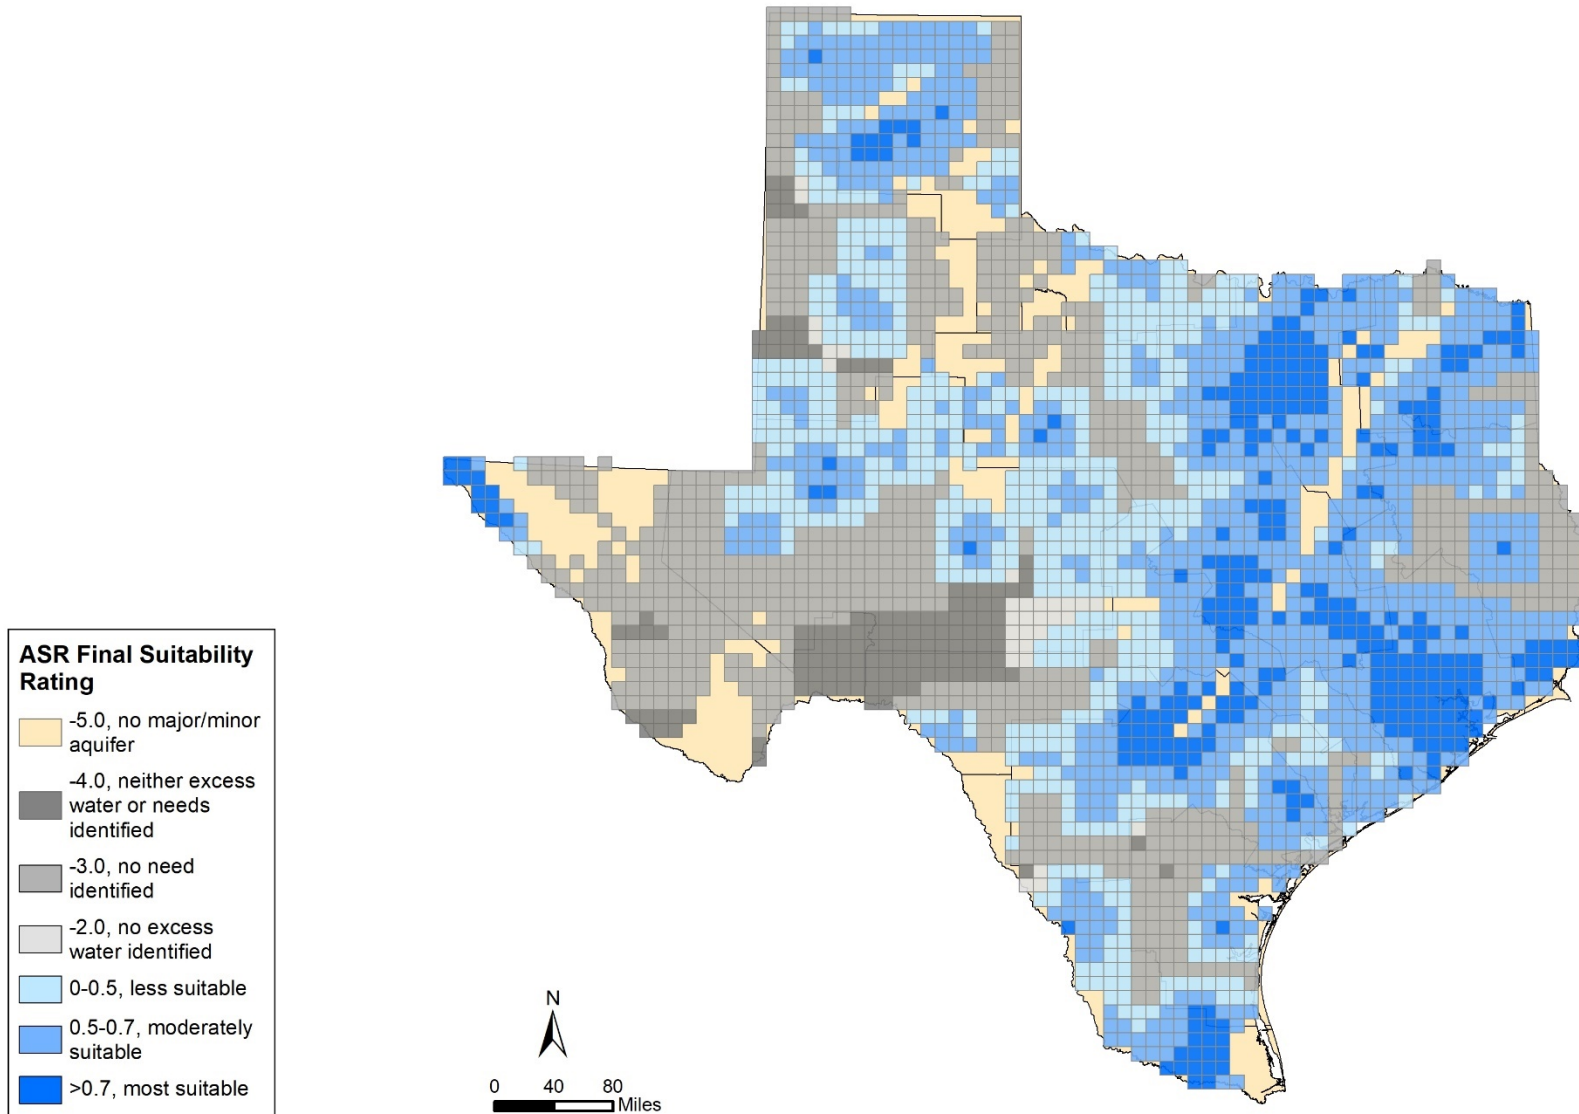 ASR Final Suitability
Rating
-5.0, no major/minor
aquifer
-4.0, neither excess
water or needs
identified
-3.0, no need
identified
-2.0, no excess
water identified
0-0.5, less suitable
0.5-0.7, moderately
suitable
>0.7, most suitable
N
0 40 80
Miles